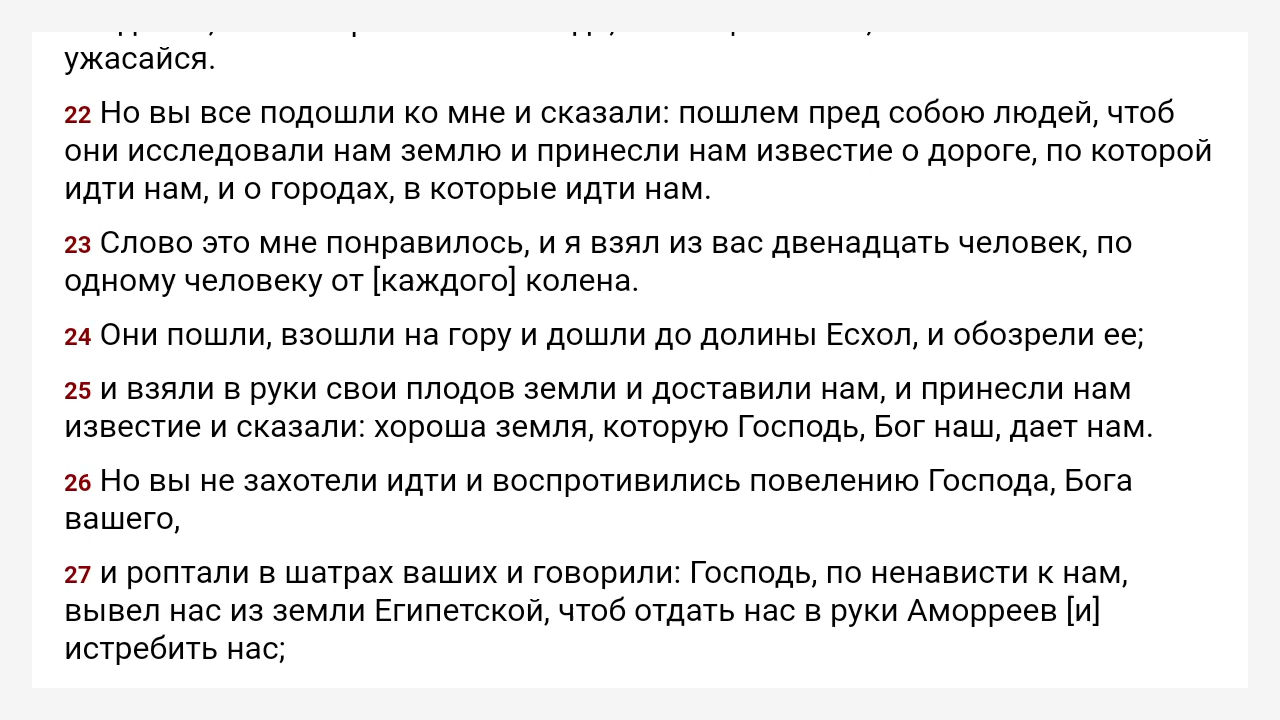 ужасайся.
22 Но вы все подошли ко мне и сказали: пошлем пред собою людей, чтоб
они исследовали нам землю и принесли нам известие о дороге, по которой
идти нам, и о городах, в которые идти нам.
23 Слово это мне понравилось, и я взял из вас двенадцать человек, по
одному человеку от [каждого] колена.
24 Они пошли, взошли на гору и дошли до долины Есхол, и обозрели ее;
25 и взяли в руки свои плодов земли и доставили нам, и принесли нам
известие и сказали: хороша земля, которую Господь, Бог наш, дает нам.
26 Но вы не захотели идти и воспротивились повелению Господа, Бога
вашего,
27 и роптали в шатрах ваших и говорили: Господь, по ненависти к нам,
вывел нас из земли Египетской, чтоб отдать нас в руки Аморреев [и]
истребить нас;